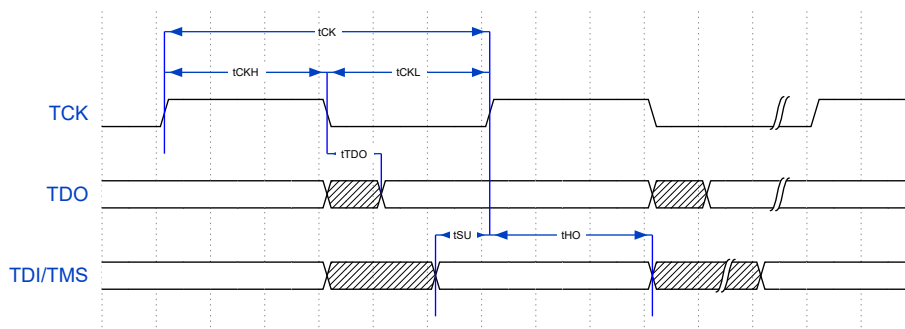 tCK
tCKH
tCKL
TCK
tTDO
TDO
tSU
tHO
TDI/TMS